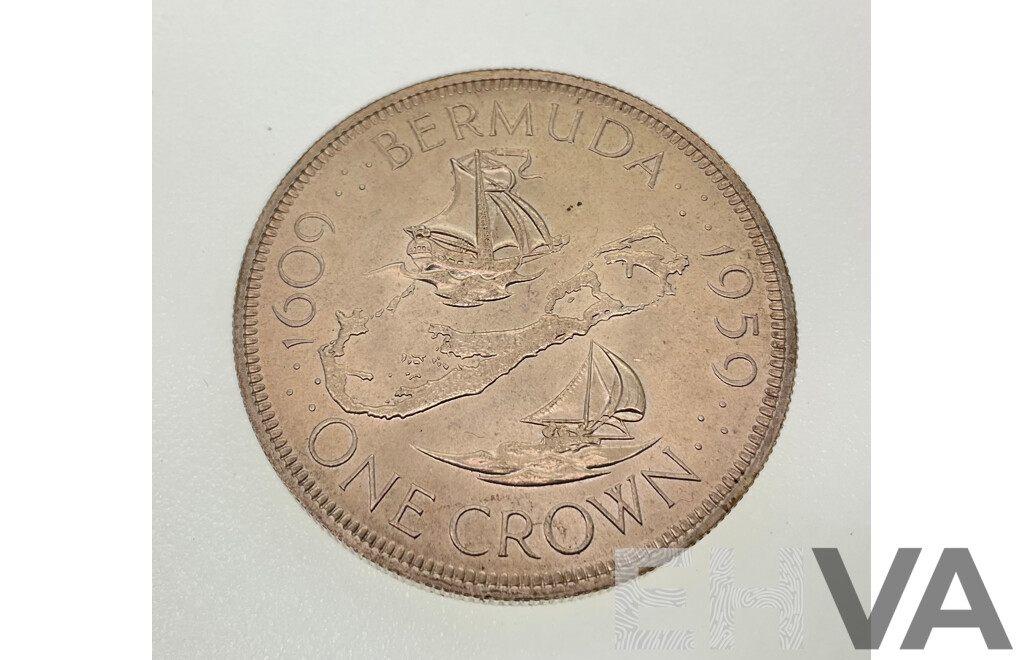 BERMUDA
1609
1959
ONE CROWN
EHVA